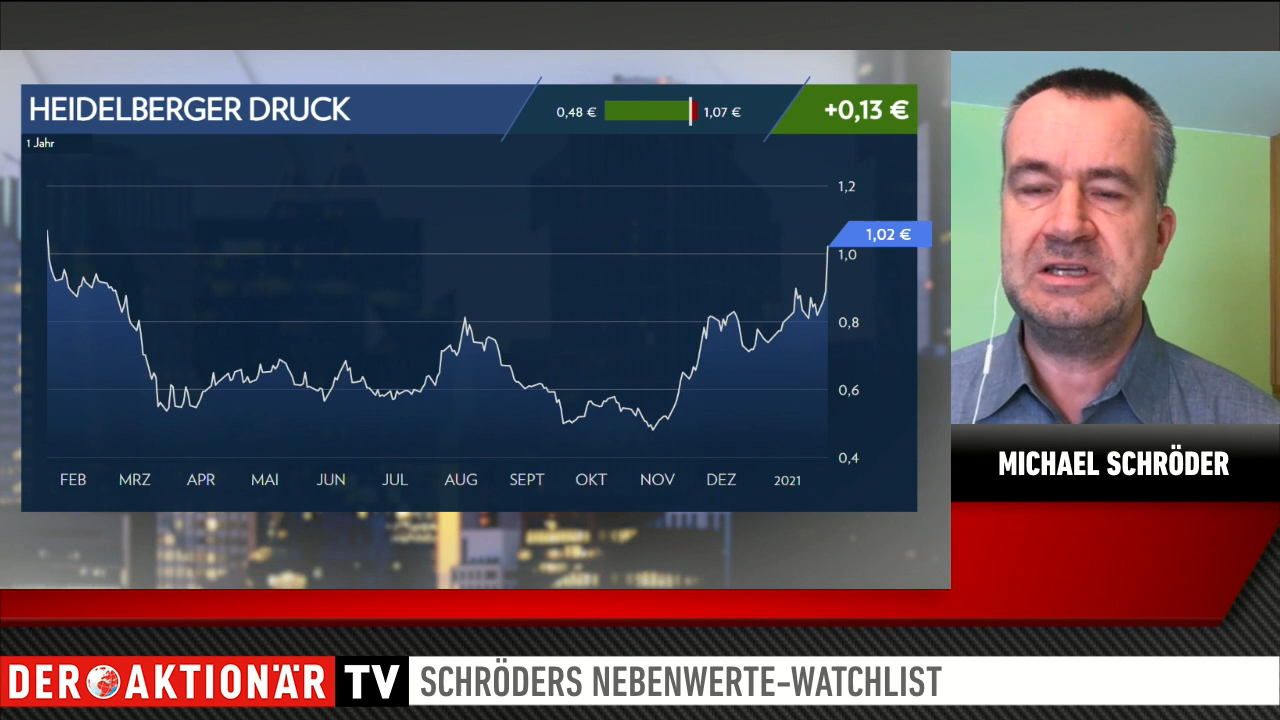 HEIDELBERGER DRUCK
0,48 €
1,07 €
+0,13 €
1 Jahr
1,2
1,02 €
1,0
0,8
0,6
0,4
FEB MRZ APR MAI JUN JUL AUG SEPT OKT NOV DEZ 2021
MICHAEL SCHRÖDER
DER AKTIONÄR TV
SCHRÖDERS NEBENWERTE-WATCHLIST